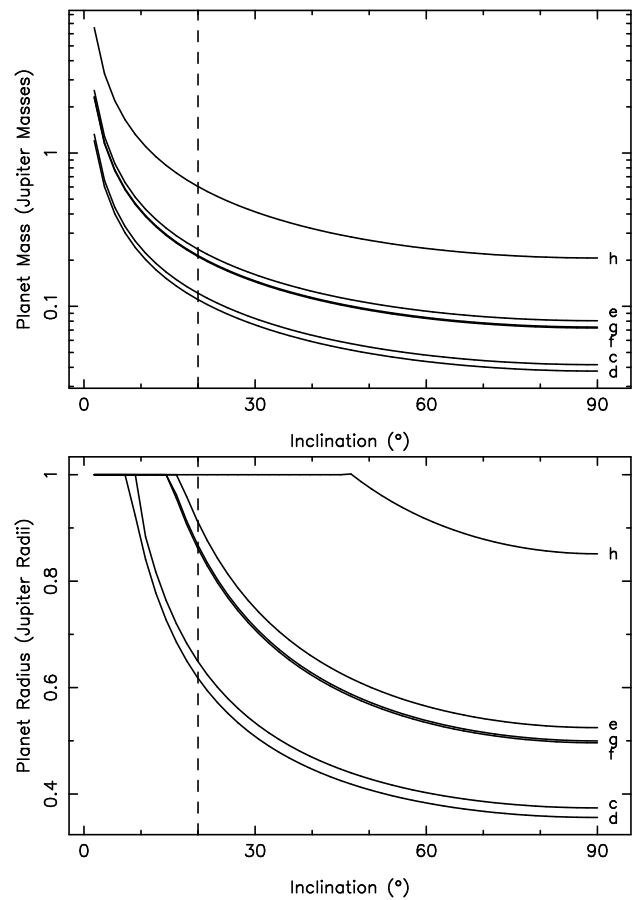 Planet Mass (Jupiter Masses)
1
0.1
h
e
g
f
c
d
0 30 60 90
Inclination (°)
Planet Radius (Jupiter Radii)
1
0.8
0.6
0.4
h
e
g
f
c
d
0 30 60 90
Inclination (°)